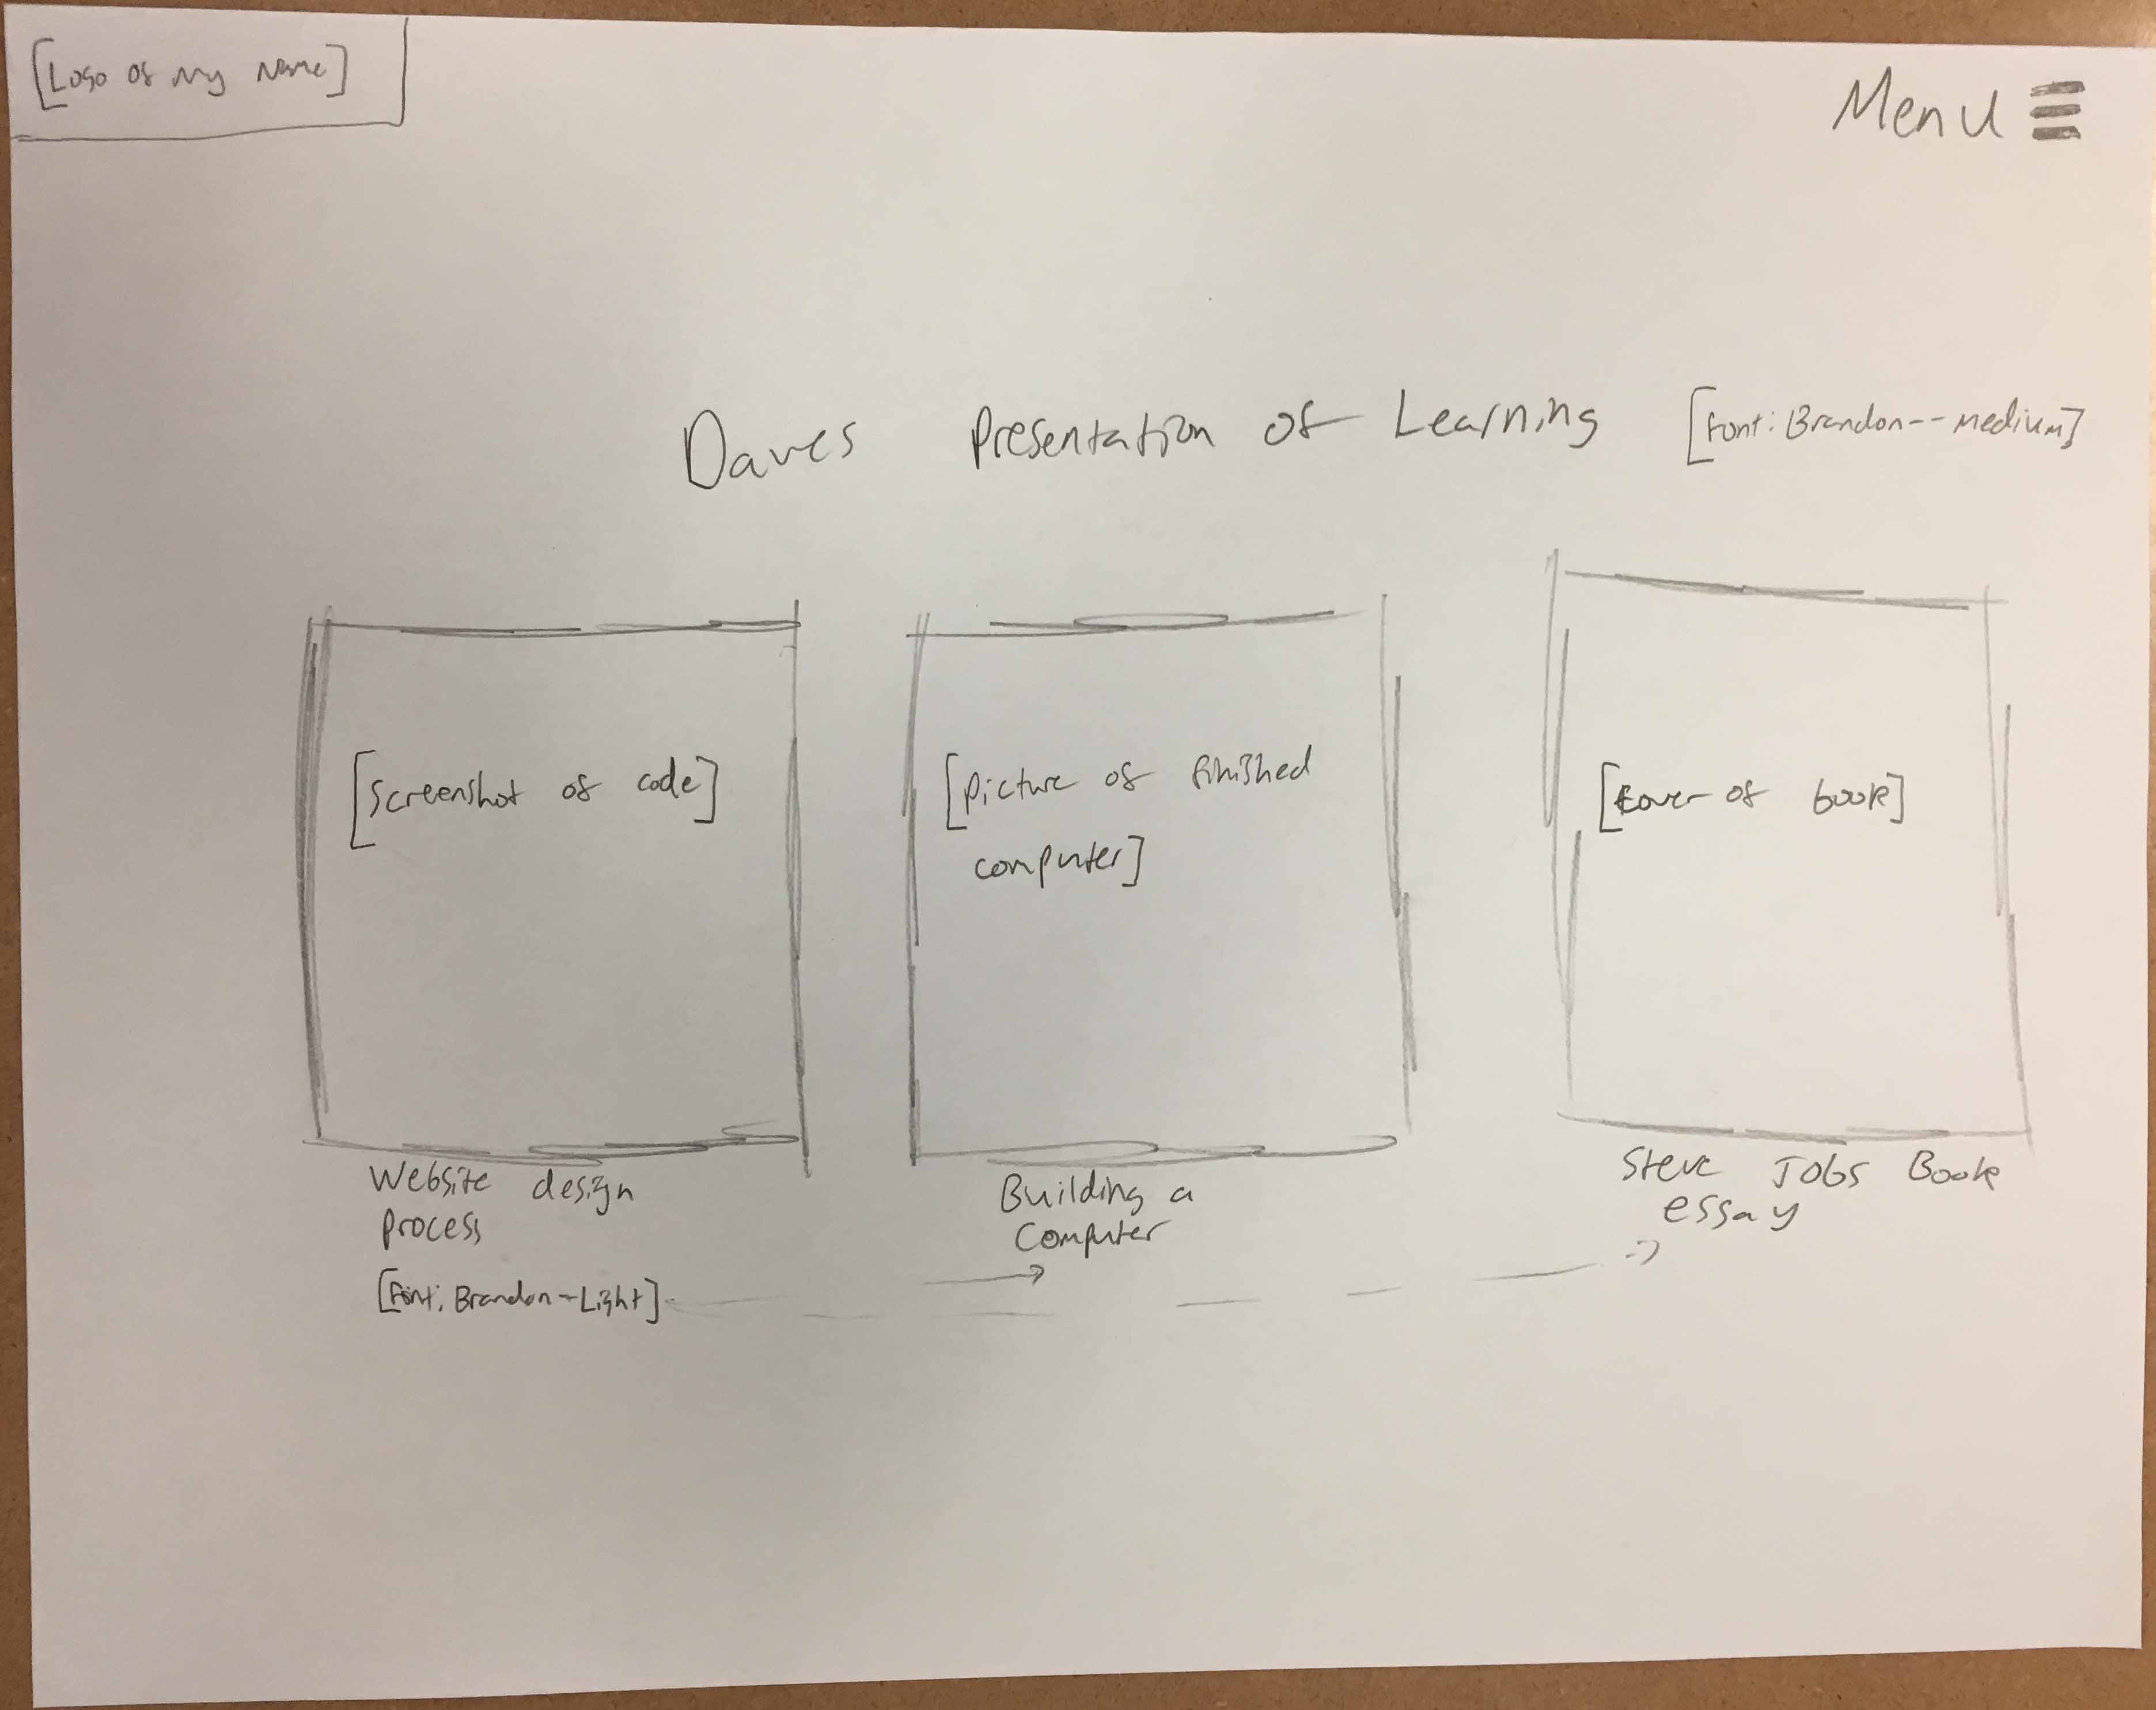 [Logo of my Name]
Menu
Daves Presentation of Learning [Font: Brandon--Medium]
[screenshot of code]
[picture of finished
computer]
[cover of book]
Website design
process
[Font: Brandon-Light]
Building a
Computer
Steve Jobs Book
essay